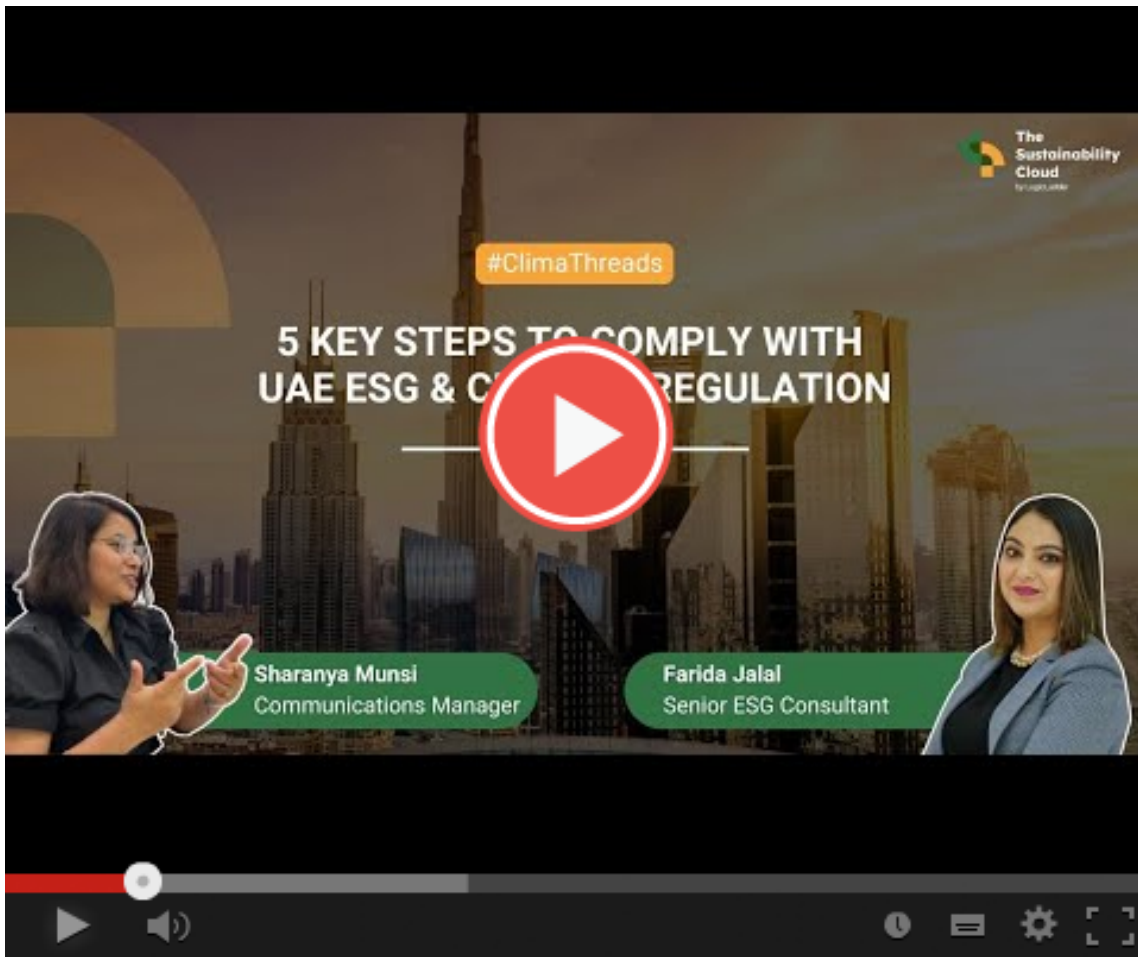 The
Sustainability
Cloud
#ClimaThreads
5 KEY STEPS TO COMPLY WITH
UAE ESG & REGULATION
Sharanya Munsi
Communications Manager
Farida Jalal
Senior ESG Consultant